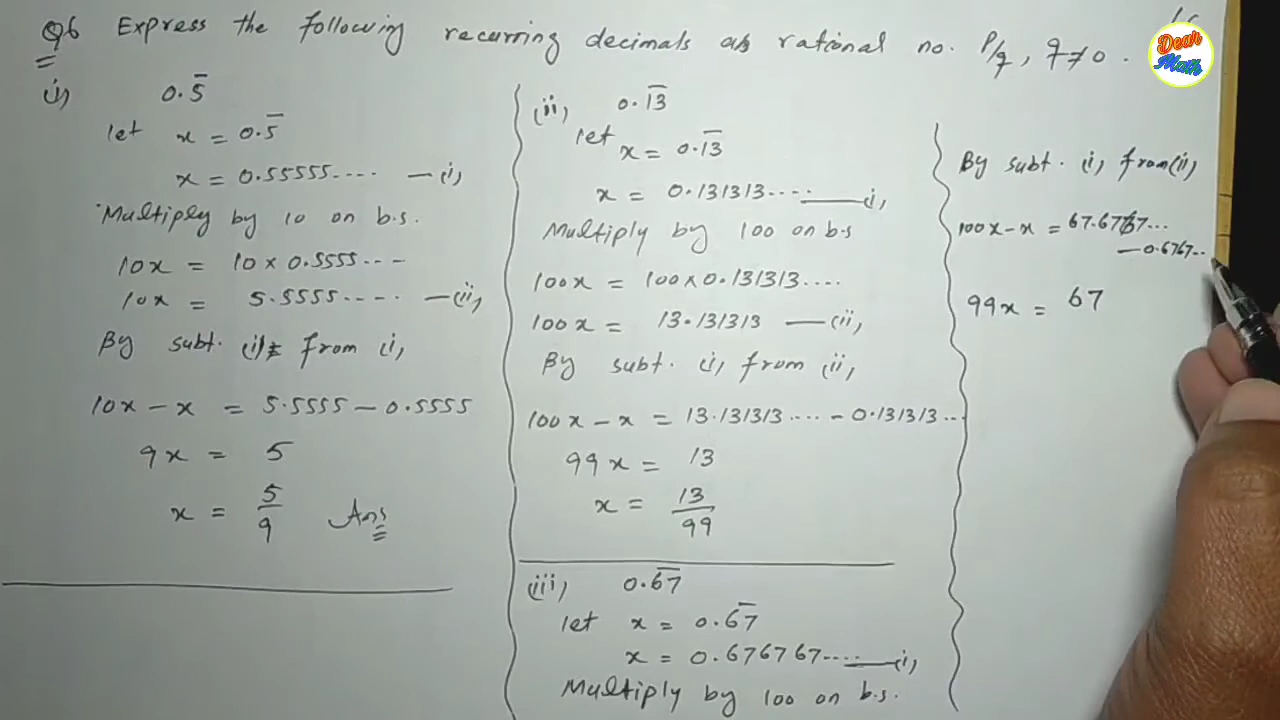 Q6 Express the following recurring decimals as rational no. P/q, q≠0.
Dear
Math
(i) 0.5̅
let x = 0.5̅
x = 0.55555.... —(i)
Multiply by 10 on b.s.
10x = 10 × 0.5555...-
10x = 5.5555..... —(ii)
By subt. (i) from (i)
10x - x = 5.5555 - 0.5555
9x = 5
x = 5/9 Ans
(ii) 0.1̅3̅
let
x = 0.1̅3̅
x = 0.131313.... —(i)
Multiply by 100 on b.s
100x = 100×0.131313....
100x = 13.131313 —(ii)
By subt. (i) from (ii)
100x - x = 13.131313.... - 0.131313...
99x = 13
x = 13/99
(iii) 0.6̅7̅
let x = 0.6̅7̅
x = 0.676767.... —(i)
Multiply by 100 on b.s.
By subt. (i) from (ii)
100x-x = 67.6767...
-0.6767...
99x = 67